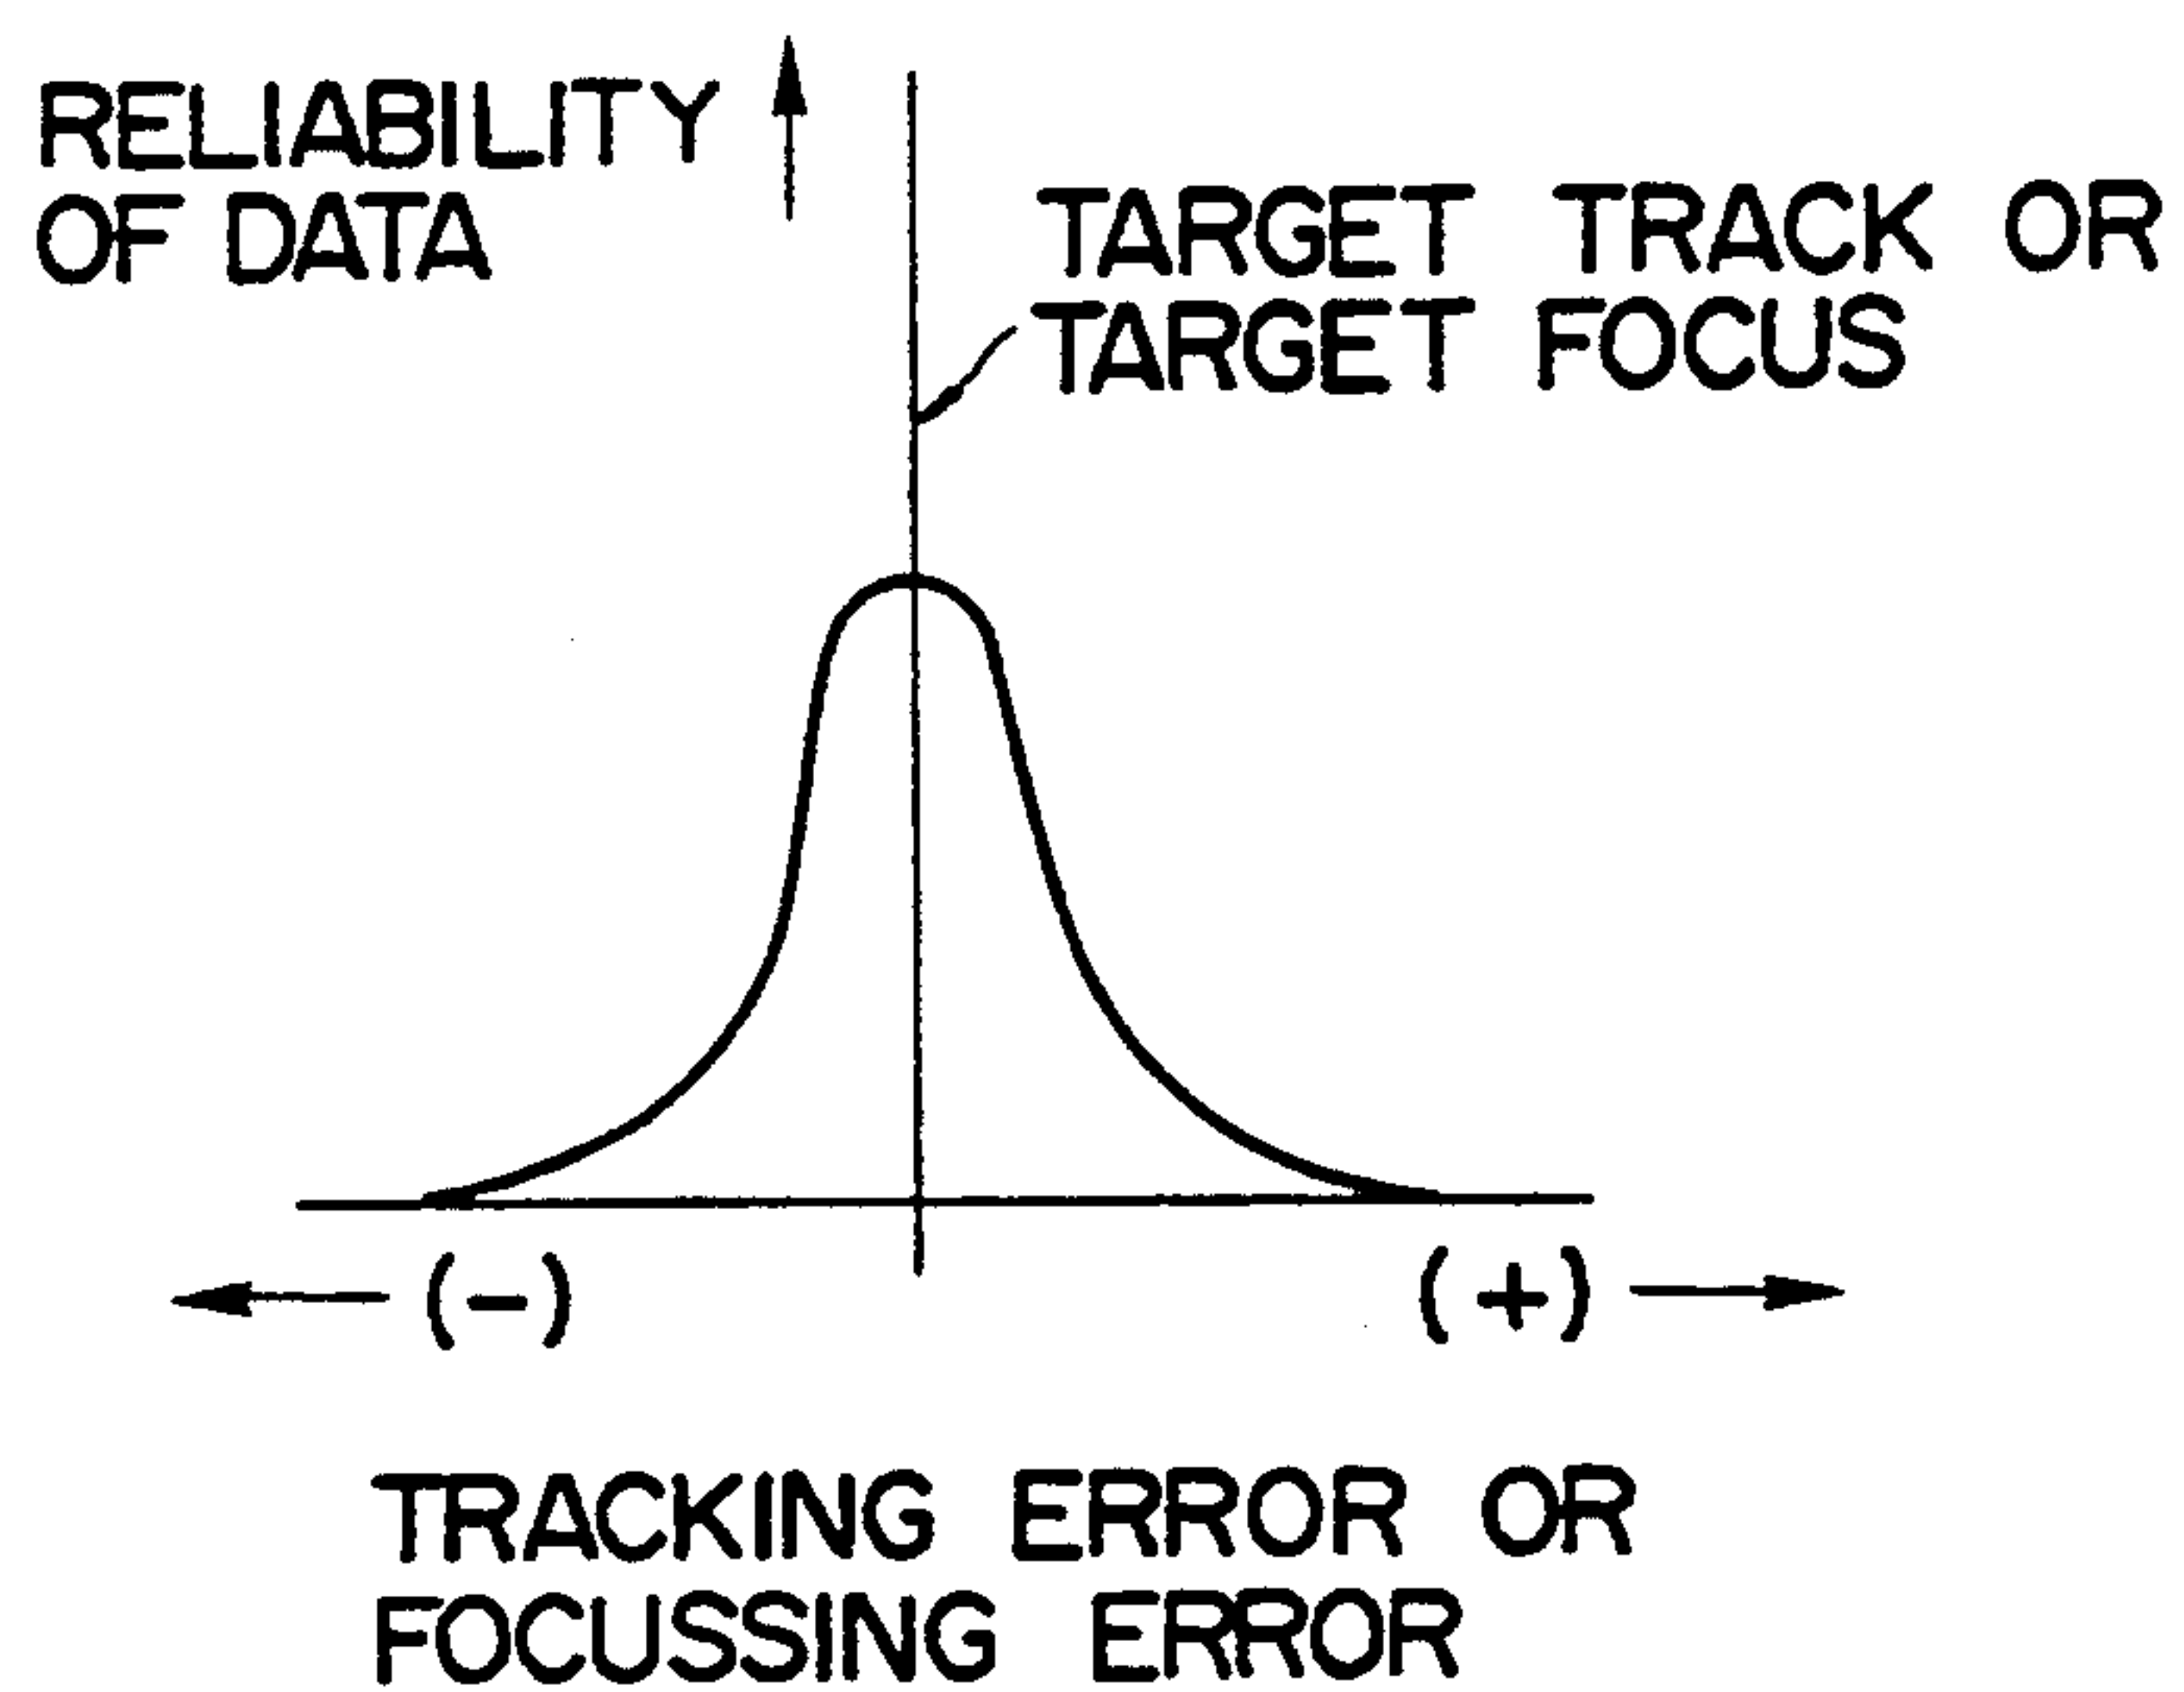 RELIABILITY
OF DATA
TARGET TRACK OR
TARGET FOCUS
(-)
(+)
TRACKING ERROR OR
FOCUSSING ERROR